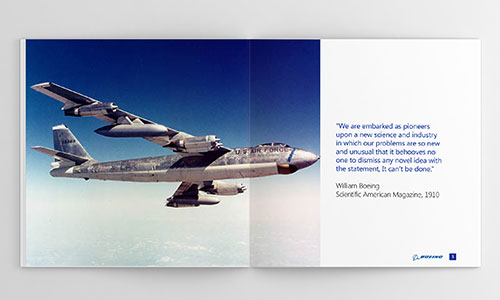 U.S. AIR FORCE
"We are embarked as pioneers
upon a new science and industry
in which our problems are so new
and unusual that it behooves no
one to dismiss any novel idea with
the statement, It can't be done."
William Boeing
Scientific American Magazine, 1910
BOEING